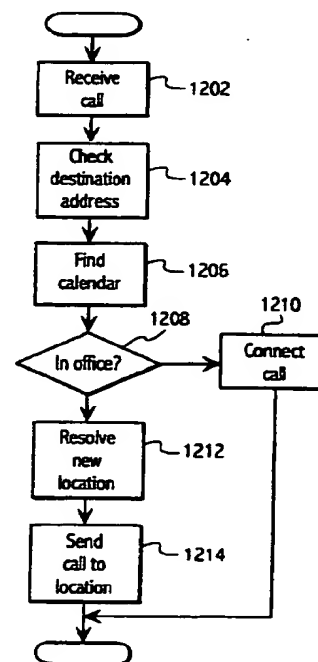 Receive
call
1202
Check
destination
address
1204
Find
calendar
1206
1208
In office?
1210
Connect
call
Resolve
new
location
1212
Send
call to
location
1214